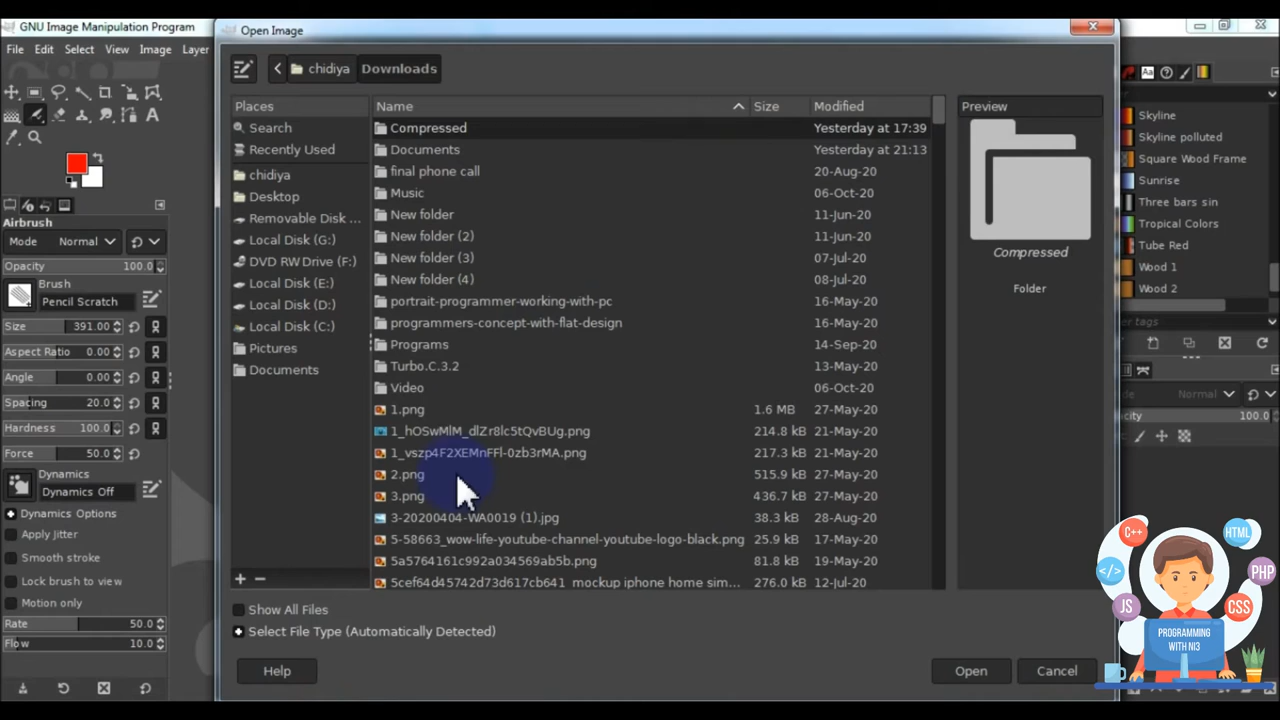 GNU Image Manipulation Program
File Edit Select View Image Layer
Open Image
chidiya Downloads
Places
Search
Recently Used
chidiya
Desktop
Removable Disk ...
Local Disk (G:)
DVD RW Drive (F:)
Local Disk (E:)
Local Disk (D:)
Local Disk (C:)
Pictures
Documents
Name Size Modified
Compressed Yesterday at 17:39
Documents Yesterday at 21:13
final phone call 20-Aug-20
Music 06-Oct-20
New folder 11-Jun-20
New folder (2) 11-Jun-20
New folder (3) 07-Jul-20
New folder (4) 08-Jul-20
portrait-programmer-working-with-pc 16-May-20
programmers-concept-with-flat-design 16-May-20
Programs 14-Sep-20
Turbo.C.3.2 13-May-20
Video 06-Oct-20
1.png 1.6 MB 27-May-20
1_hOSwMlM_dlZr8lc5tQvBUg.png 214.8 kB 21-May-20
1_vszp4F2XEMnFFl-0zb3rMA.png 217.3 kB 21-May-20
2.png 515.9 kB 27-May-20
3.png 436.7 kB 27-May-20
3-20200404-WA0019 (1).jpg 38.3 kB 28-Aug-20
5-58663_wow-life-youtube-channel-youtube-logo-black.png 25.9 kB 17-May-20
5a5764161c992a034569ab5b.png 81.8 kB 19-May-20
5cef64d45742d73d617cb641_mockup iphone home sim... 276.0 kB 12-Jul-20
Preview
Compressed
Folder
Show All Files
Select File Type (Automatically Detected)
Help Open Cancel
Airbrush
Mode Normal
Opacity 100.0
Brush
Pencil Scratch
Size 391.00
Aspect Ratio 0.00
Angle 0.00
Spacing 20.0
Hardness 100.0
Force 50.0
Dynamics
Dynamics Off
Dynamics Options
Apply Jitter
Smooth stroke
Lock brush to view
Motion only
Rate 50.0
Flow 10.0
Aa
Skyline
Skyline polluted
Square Wood Frame
Sunrise
Three bars sin
Tropical Colors
Tube Red
Wood 1
Wood 2
er tags
Normal
acity 100.0
C++
HTML
</>
PHP
JS
CSS
PROGRAMMING
WITH NI3